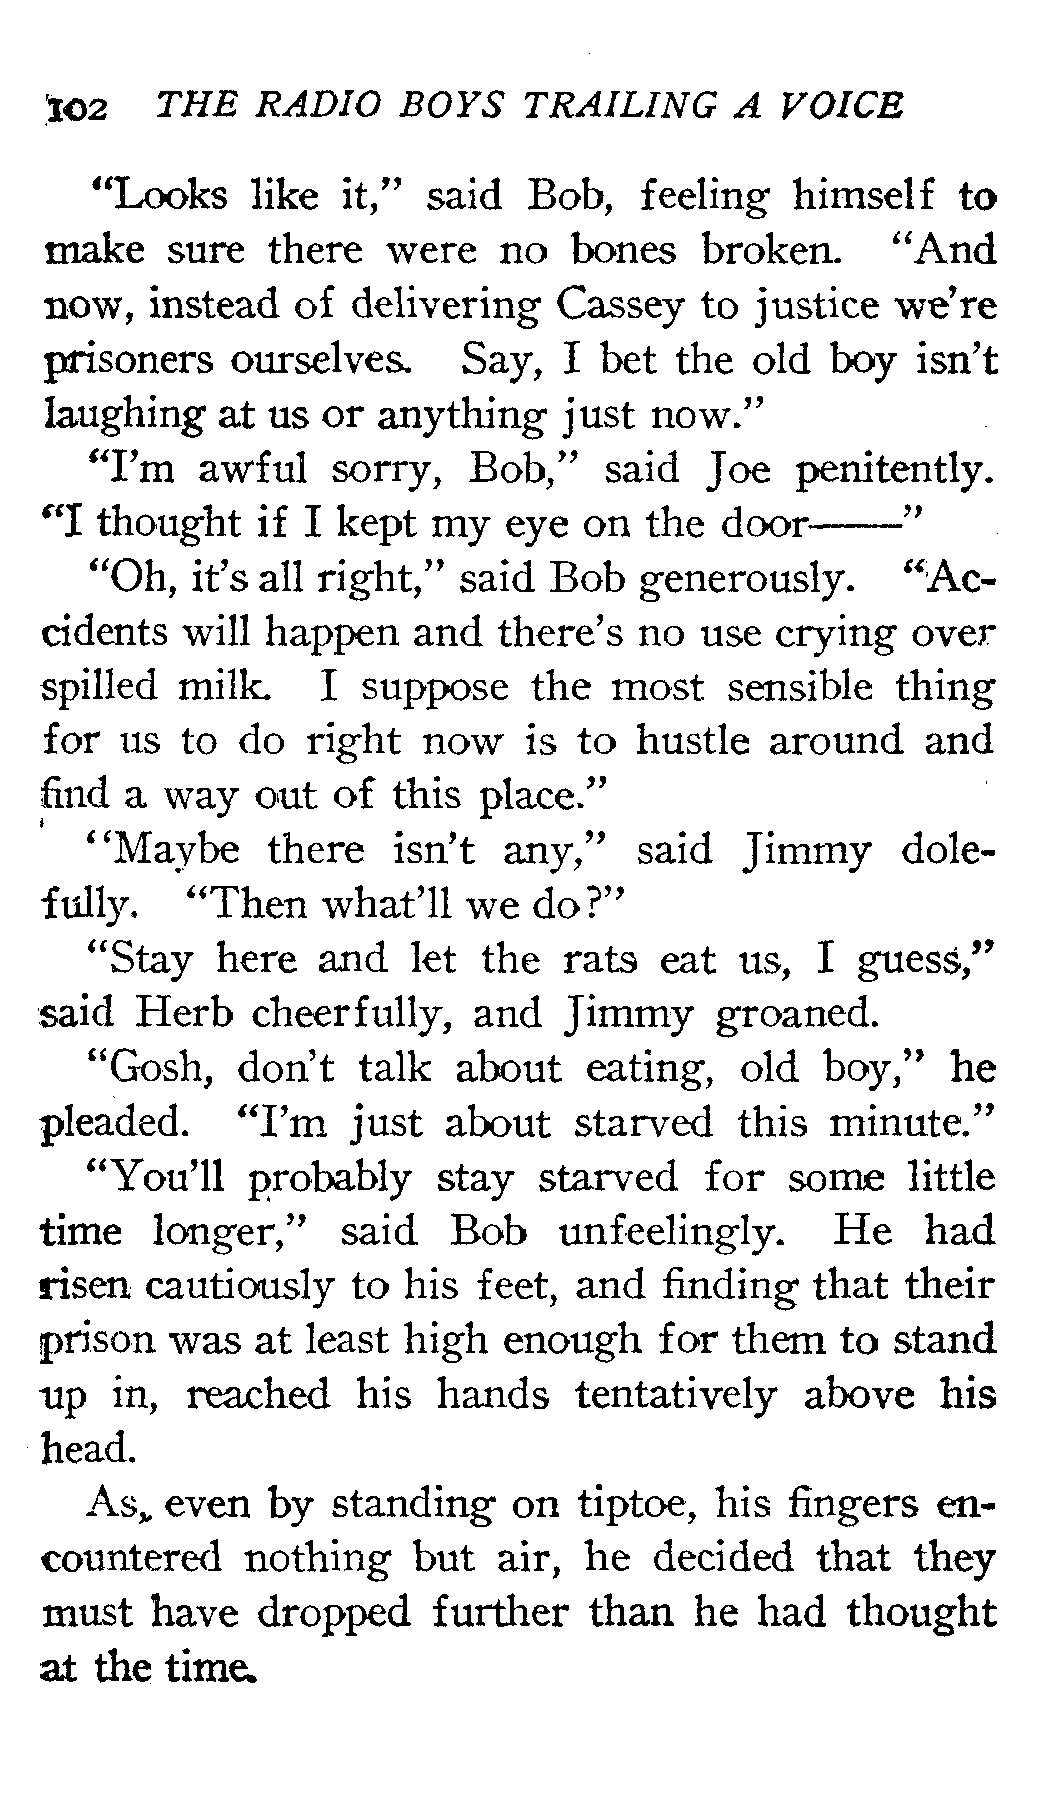 102 THE RADIO BOYS TRAILING A VOICE
“Looks like it,” said Bob, feeling himself to
make sure there were no bones broken. “And
now, instead of delivering Cassey to justice we’re
prisoners ourselves. Say, I bet the old boy isn’t
laughing at us or anything just now.”
“I’m awful sorry, Bob,” said Joe penitently.
“I thought if I kept my eye on the door——”
“Oh, it’s all right,” said Bob generously. “Ac-
cidents will happen and there’s no use crying over
spilled milk. I suppose the most sensible thing
for us to do right now is to hustle around and
find a way out of this place.”
“Maybe there isn’t any,” said Jimmy dole-
fully. “Then what’ll we do?”
“Stay here and let the rats eat us, I guess,”
said Herb cheerfully, and Jimmy groaned.
“Gosh, don’t talk about eating, old boy,” he
pleaded. “I’m just about starved this minute.”
“You’ll probably stay starved for some little
time longer,” said Bob unfeelingly. He had
risen cautiously to his feet, and finding that their
prison was at least high enough for them to stand
up in, reached his hands tentatively above his
head.
As, even by standing on tiptoe, his fingers en-
countered nothing but air, he decided that they
must have dropped further than he had thought
at the time.